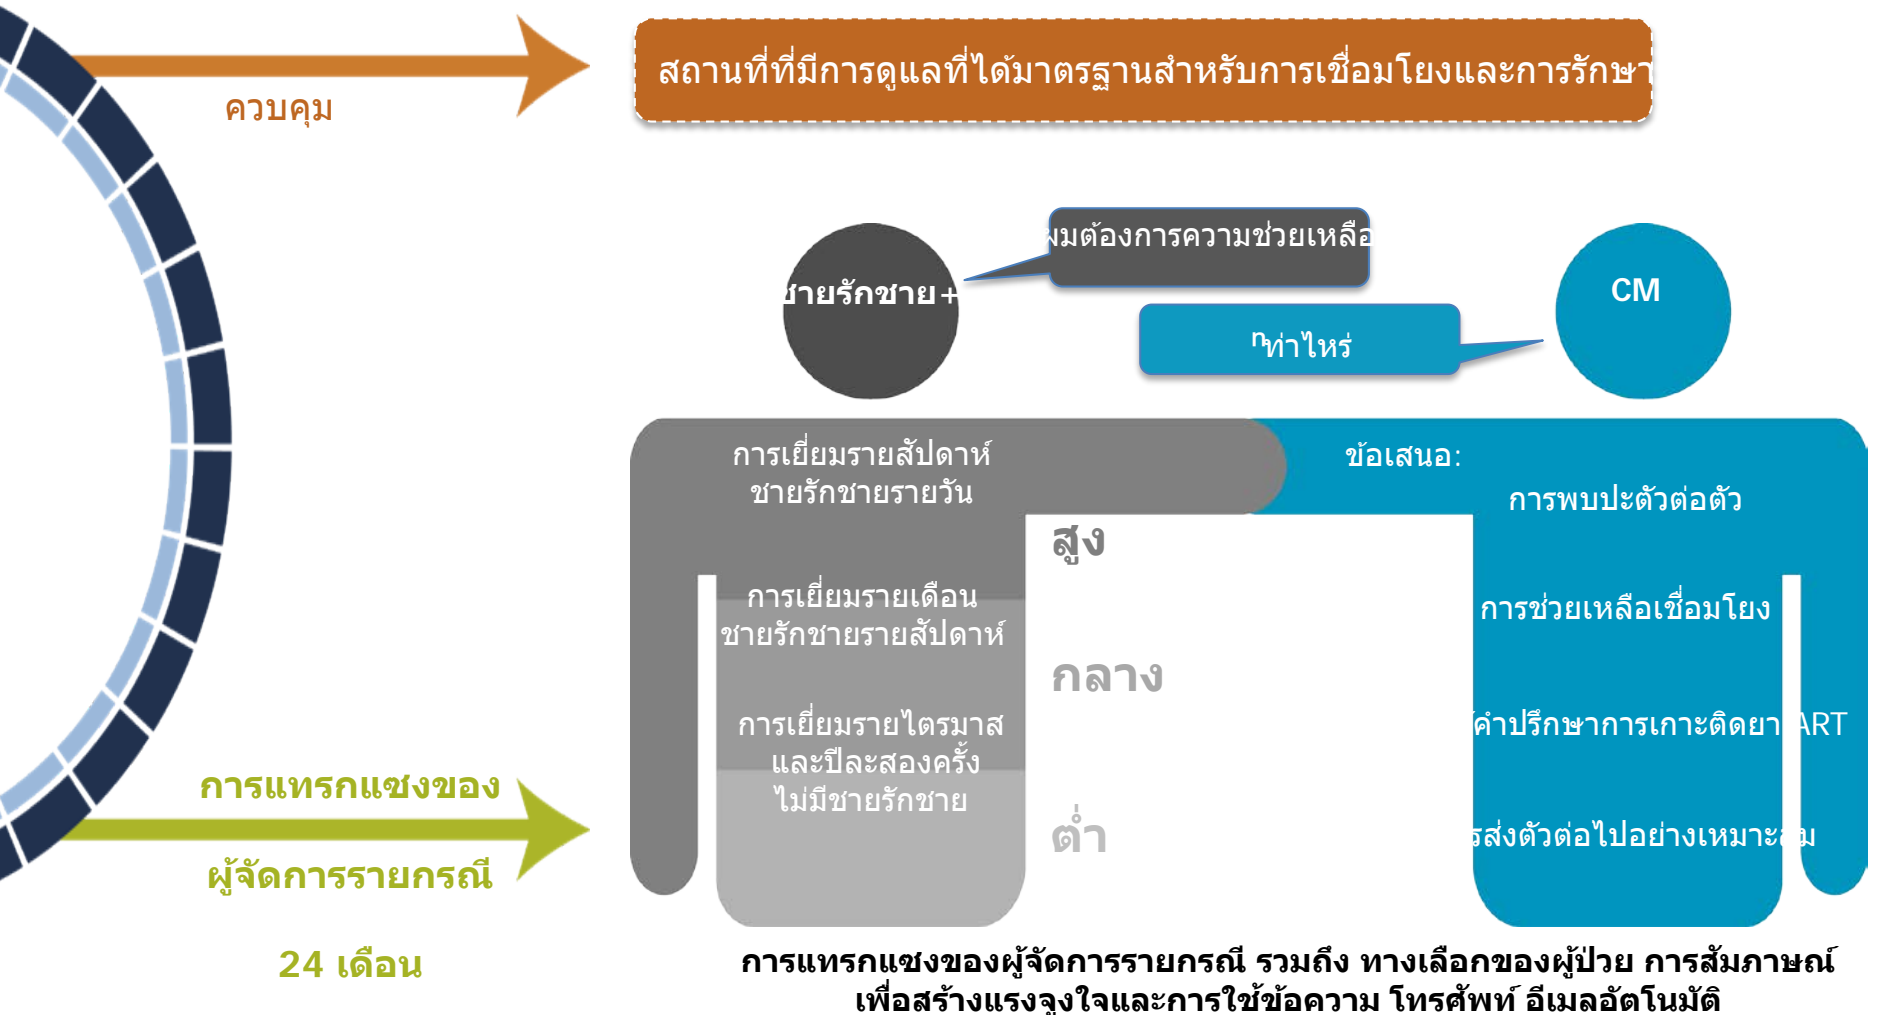 สถานที่ที่มีการดูแลที่ได้มาตรฐานสำหรับการเชื่อมโยงและการรักษา
ควบคุม
ผมต้องการความช่วยเหลือ
ชายรักชาย+
CM
ท่าไหร่
การเยี่ยมรายสัปดาห์
ชายรักชายรายวัน
ข้อเสนอ:
การพบปะตัวต่อตัว
สูง
การเยี่ยมรายเดือน
ชายรักชายรายสัปดาห์
การช่วยเหลือเชื่อมโยง
กลาง
การเยี่ยมรายไตรมาส
และปีละสองครั้ง
ไม่มีชายรักชาย
คำปรึกษาการเกาะติดยา ART
ต่ำ
รส่งตัวต่อไปอย่างเหมาะสม
การแทรกแซงของ
ผู้จัดการรายกรณี
24 เดือน
การแทรกแซงของผู้จัดการรายกรณี รวมถึง ทางเลือกของผู้ป่วย การสัมภาษณ์
เพื่อสร้างแรงจูงใจและการใช้ข้อความ โทรศัพท์ อีเมลอัตโนมัติ